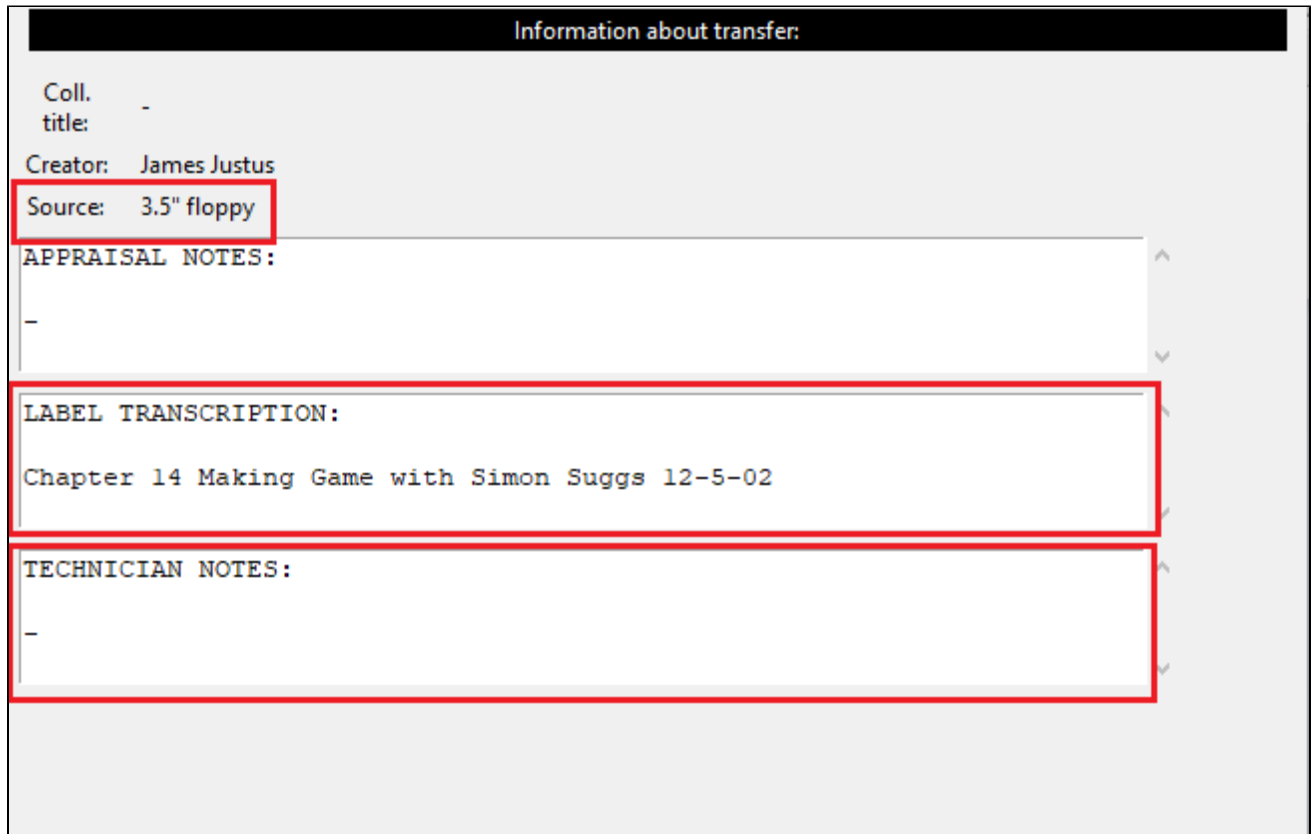 Information about transfer:
Coll.
title: -
Creator: James Justus
Source: 3.5" floppy
APPRAISAL NOTES:
-
LABEL TRANSCRIPTION:
Chapter 14 Making Game with Simon Suggs 12-5-02
TECHNICIAN NOTES:
-